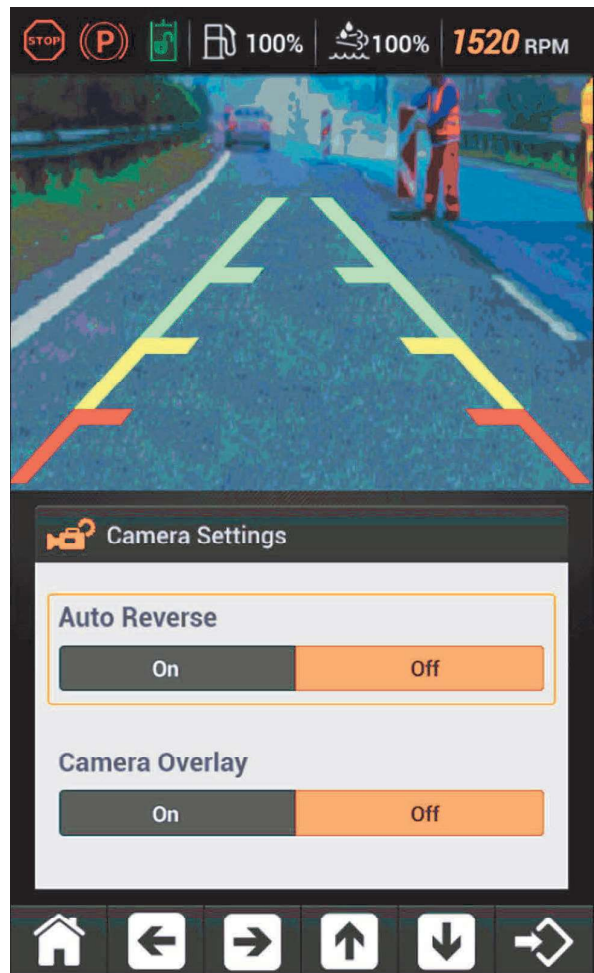 STOP P 100% 100% 1520 RPM
Camera Settings
Auto Reverse
On Off
Camera Overlay
On Off